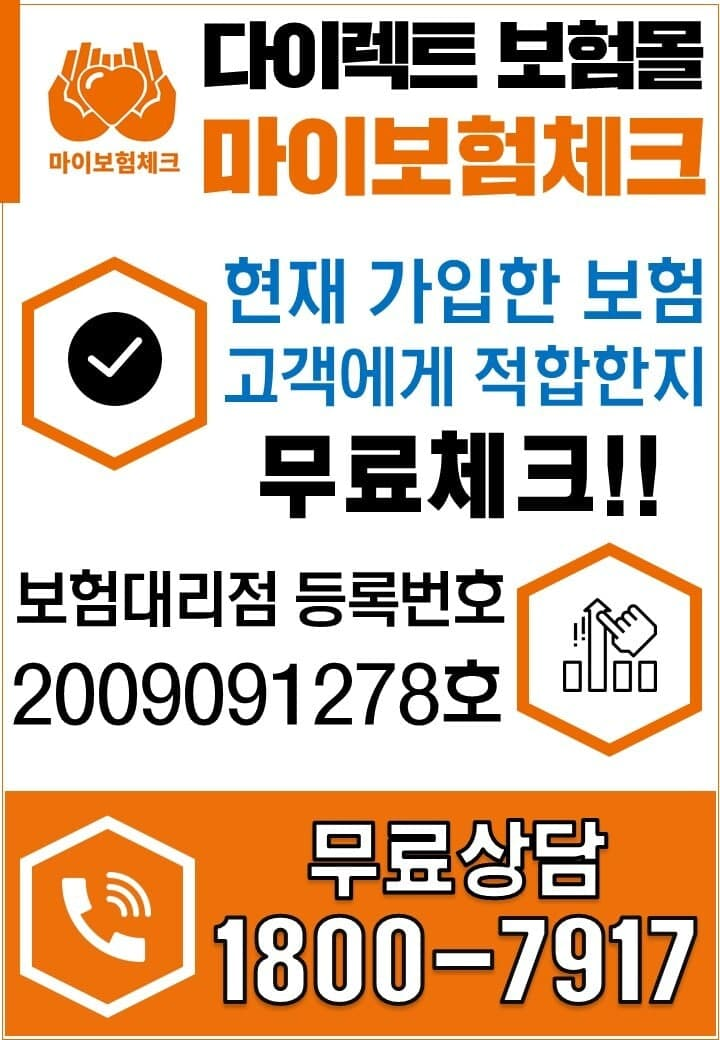 다이렉트 보험몰
마이보험체크
마이보험체크
현재 가입한 보험
고객에게 적합한지
무료체크!!
보험대리점 등록번호
2009091278호
무료상담
1800-7917